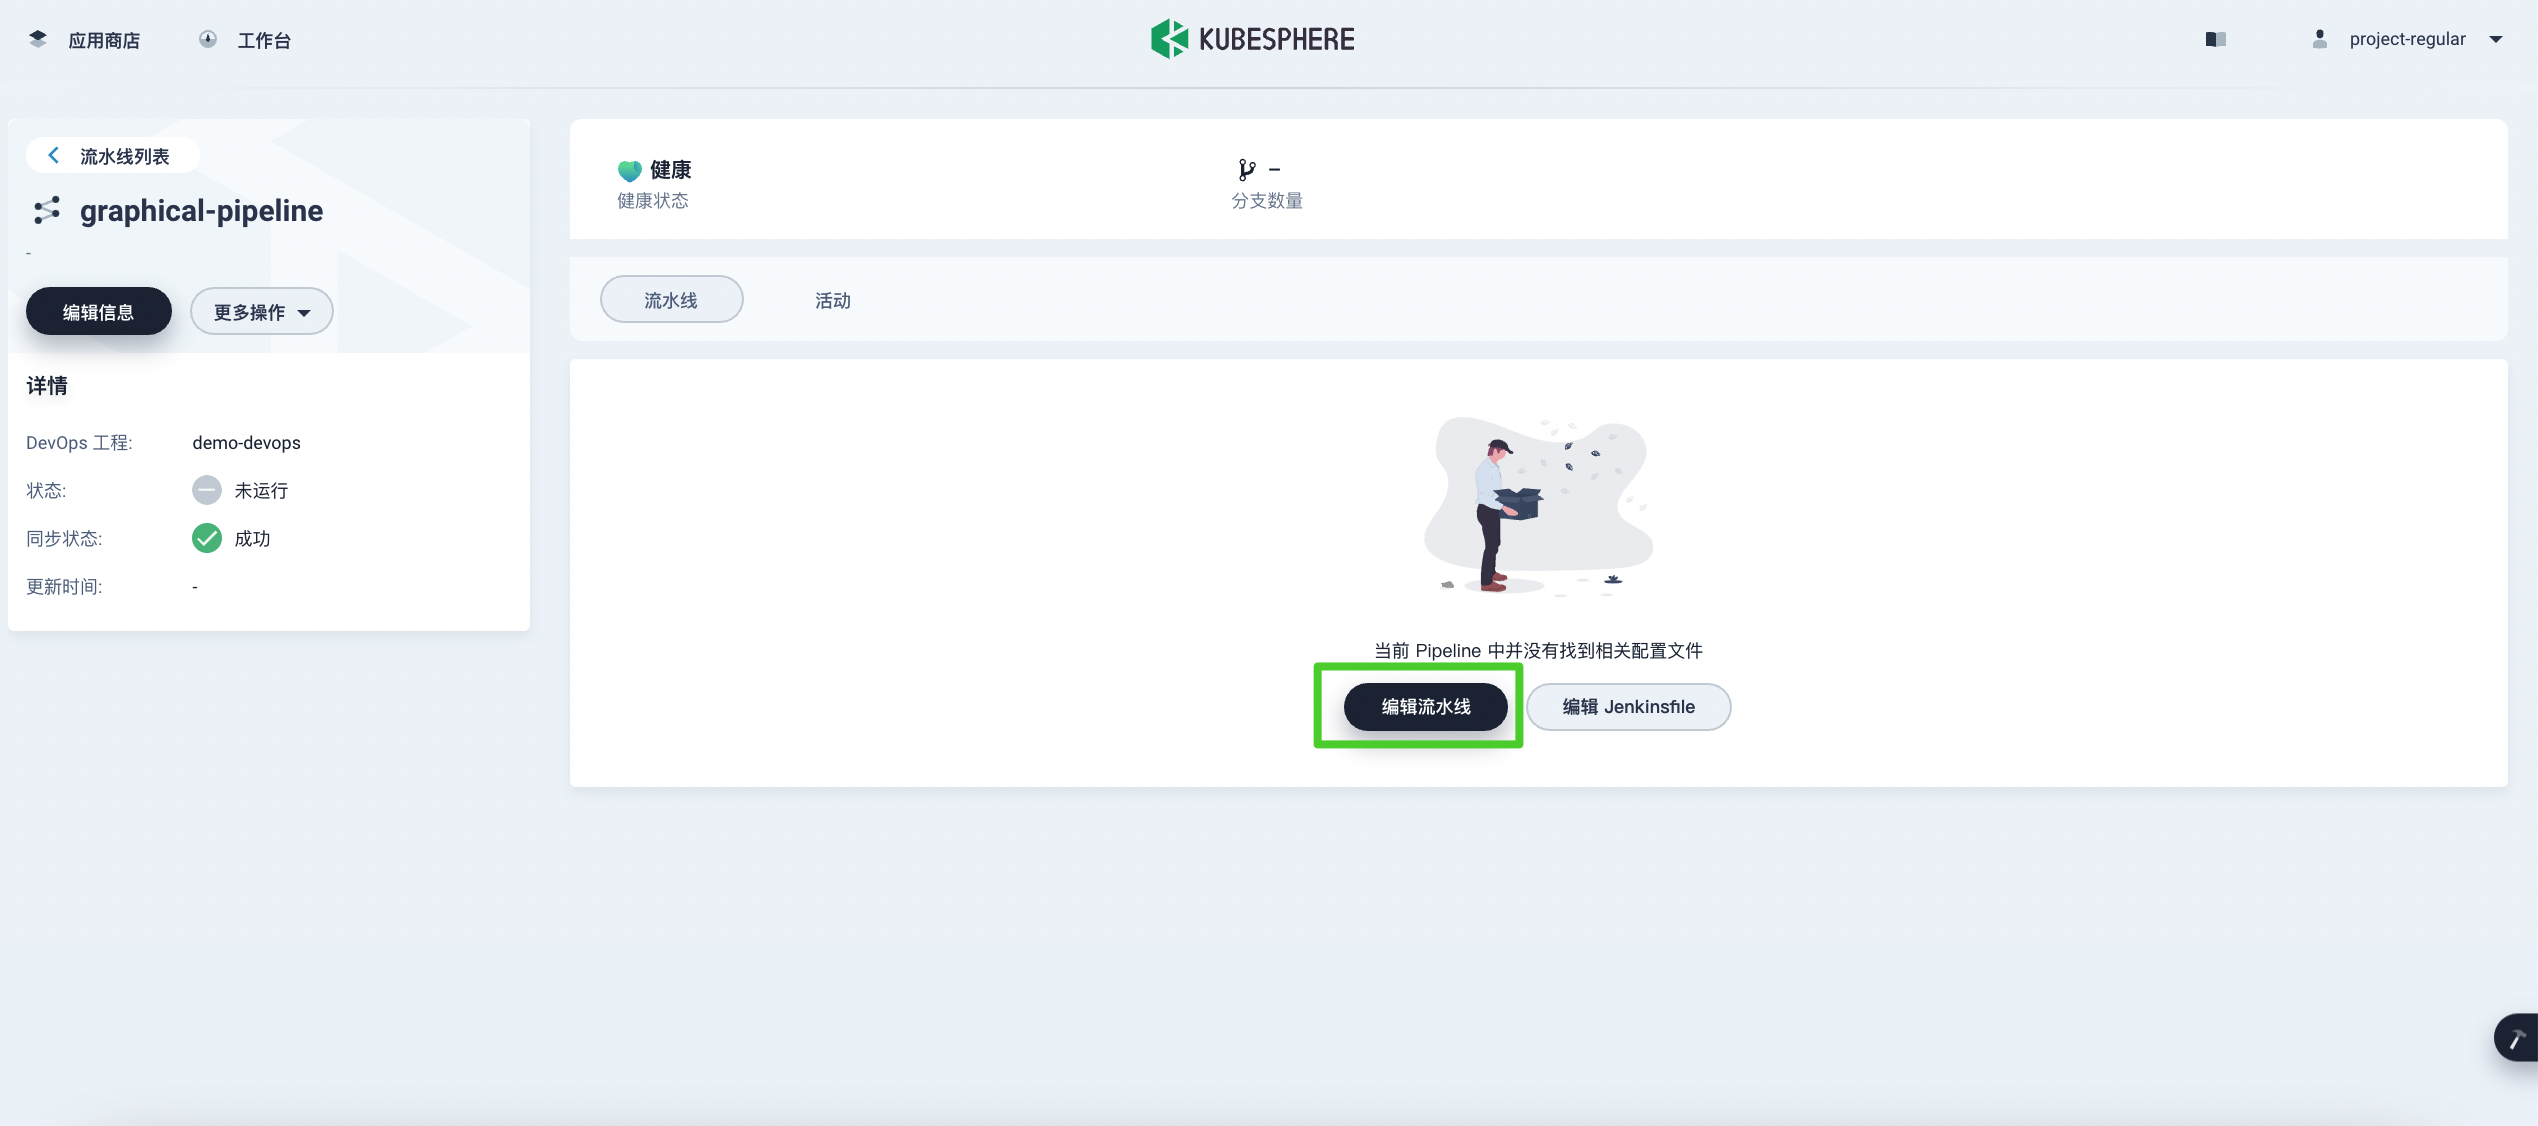 应用商店
工作台
KUBESPHERE
project-regular
流水线列表
graphical-pipeline
-
编辑信息
更多操作
详情
DevOps 工程:
demo-devops
状态:
未运行
同步状态:
成功
更新时间:
-
健康
健康状态
–
分支数量
流水线
活动
当前 Pipeline 中并没有找到相关配置文件
编辑流水线
编辑 Jenkinsfile